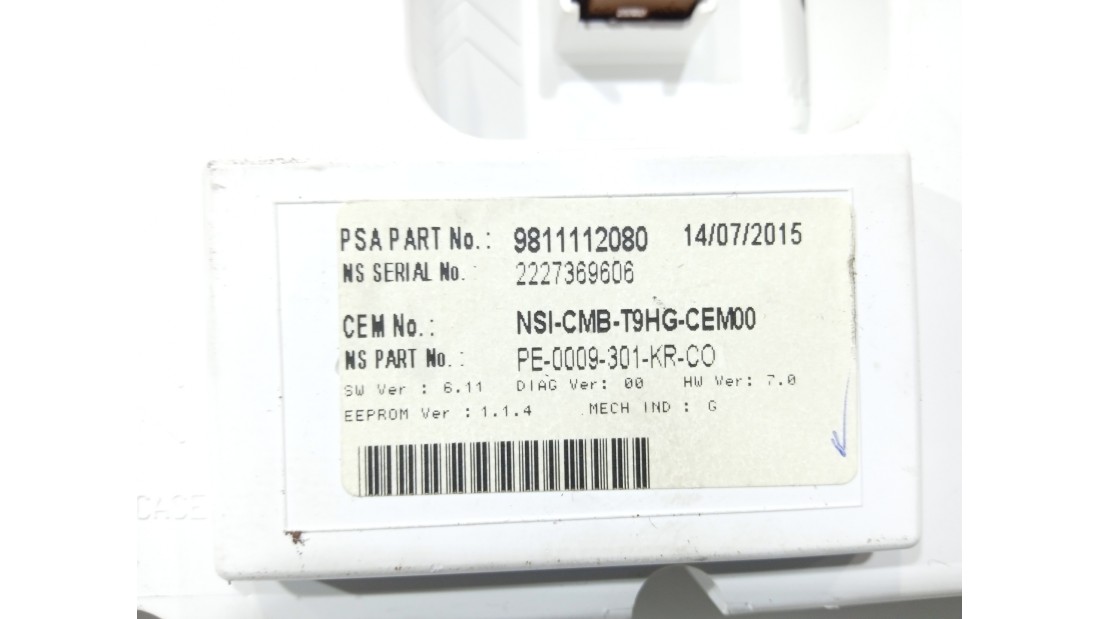 PSA PART No.: 9811112080 14/07/2015
NS SERIAL No. : 2227369606
CEM No.: NSI-CMB-T9HG-CEM00
NS PART No. : PE-0009-301-KR-CO
SW Ver : 6.11 DIAG Ver: 00 HW Ver: 7.0
EEPROM Ver : 1.1.4 MECH IND : G
CASE